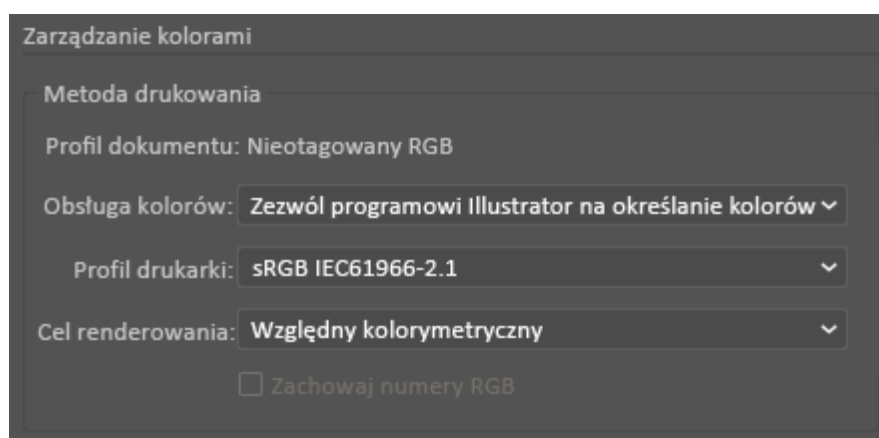 Zarządzanie kolorami
Metoda drukowania
Profil dokumentu: Nieotagowany RGB
Obsługa kolorów: Zezwól programowi Illustrator na określanie kolorów
Profil drukarki: sRGB IEC61966-2.1
Cel renderowania: Względny kolorymetryczny
Zachowaj numery RGB